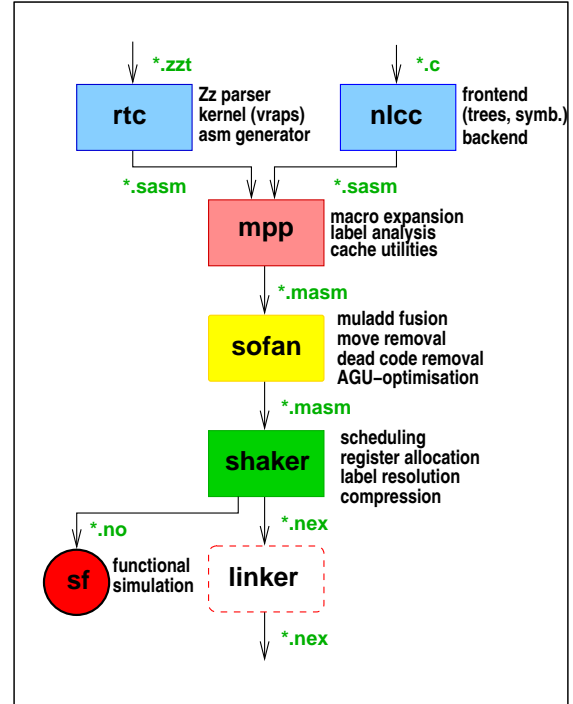 *.zzt
*.c
rtc
Zz parser
kernel (vraps)
asm generator
nlcc
frontend
(trees, symb.)
backend
*.sasm
*.sasm
mpp
macro expansion
label analysis
cache utilities
*.masm
sofan
muladd fusion
move removal
dead code removal
AGU−optimisation
*.masm
shaker
scheduling
register allocation
label resolution
compression
*.no
*.nex
sf
functional
simulation
linker
*.nex